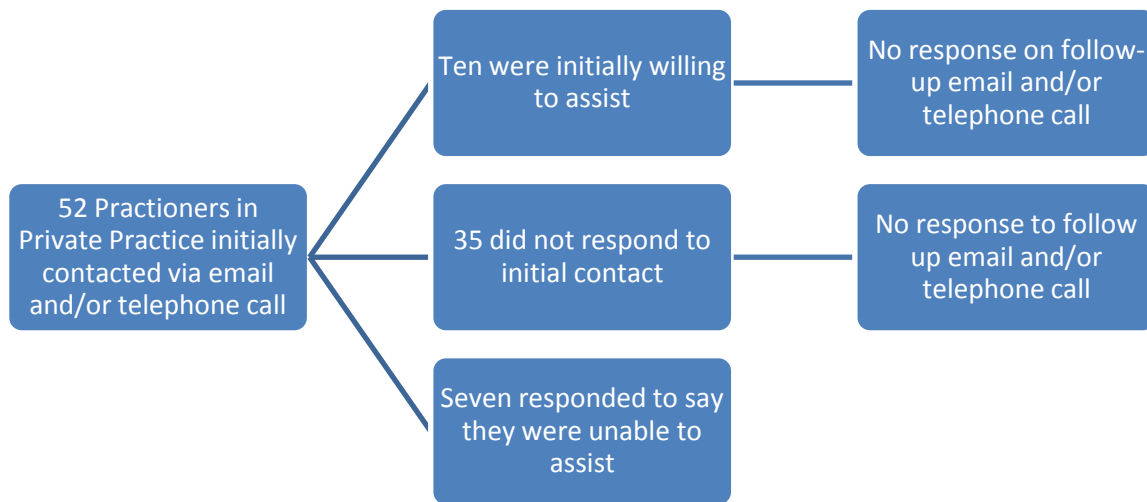 52 Practioners in
Private Practice initially
contacted via email
and/or telephone call
Ten were initially willing
to assist
No response on follow-
up email and/or
telephone call
35 did not respond to
initial contact
No response to follow
up email and/or
telephone call
Seven responded to say
they were unable to
assist